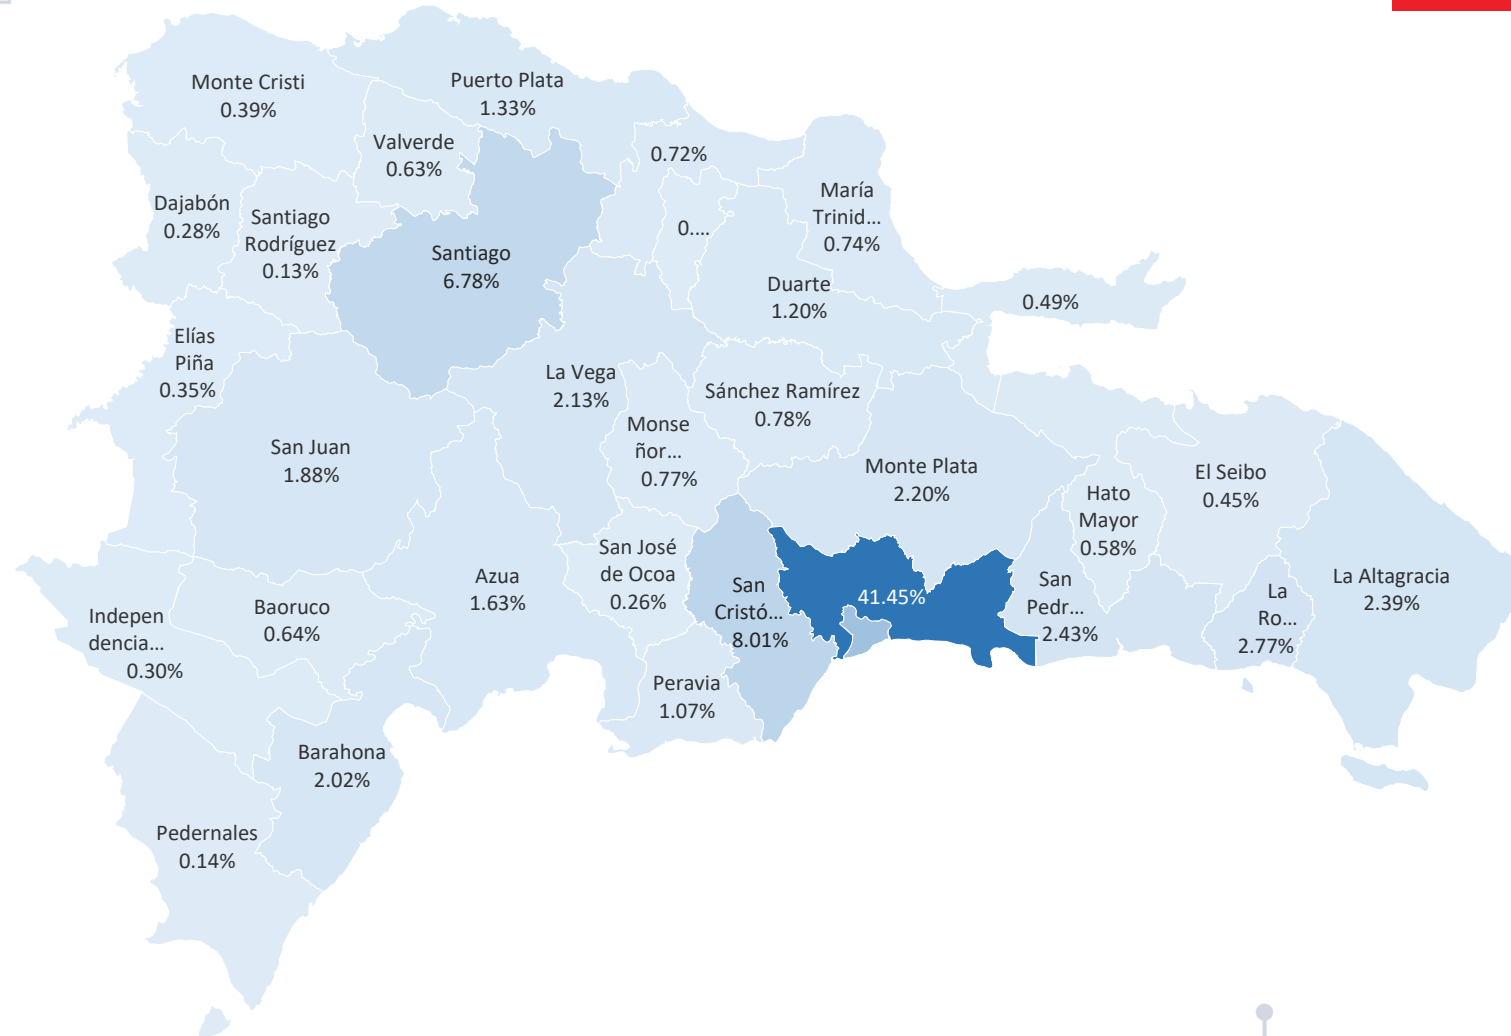 Monte Cristi
0.39%
Puerto Plata
1.33%
Valverde
0.63%
0.72%
Dajabón
0.28%
Santiago
Rodríguez
0.13%
Santiago
6.78%
0....
María
Trinid...
0.74%
Duarte
1.20%
0.49%
Elías
Piña
0.35%
La Vega
2.13%
Sánchez Ramírez
0.78%
San Juan
1.88%
Monse
ñor...
0.77%
Monte Plata
2.20%
Hato
Mayor
0.58%
El Seibo
0.45%
San José
de Ocoa
0.26%
Azua
1.63%
Baoruco
0.64%
Indepen
dencia...
0.30%
San
Cristó...
8.01%
41.45%
San
Pedr...
2.43%
La
Ro...
2.77%
La Altagracia
2.39%
Peravia
1.07%
Barahona
2.02%
Pedernales
0.14%